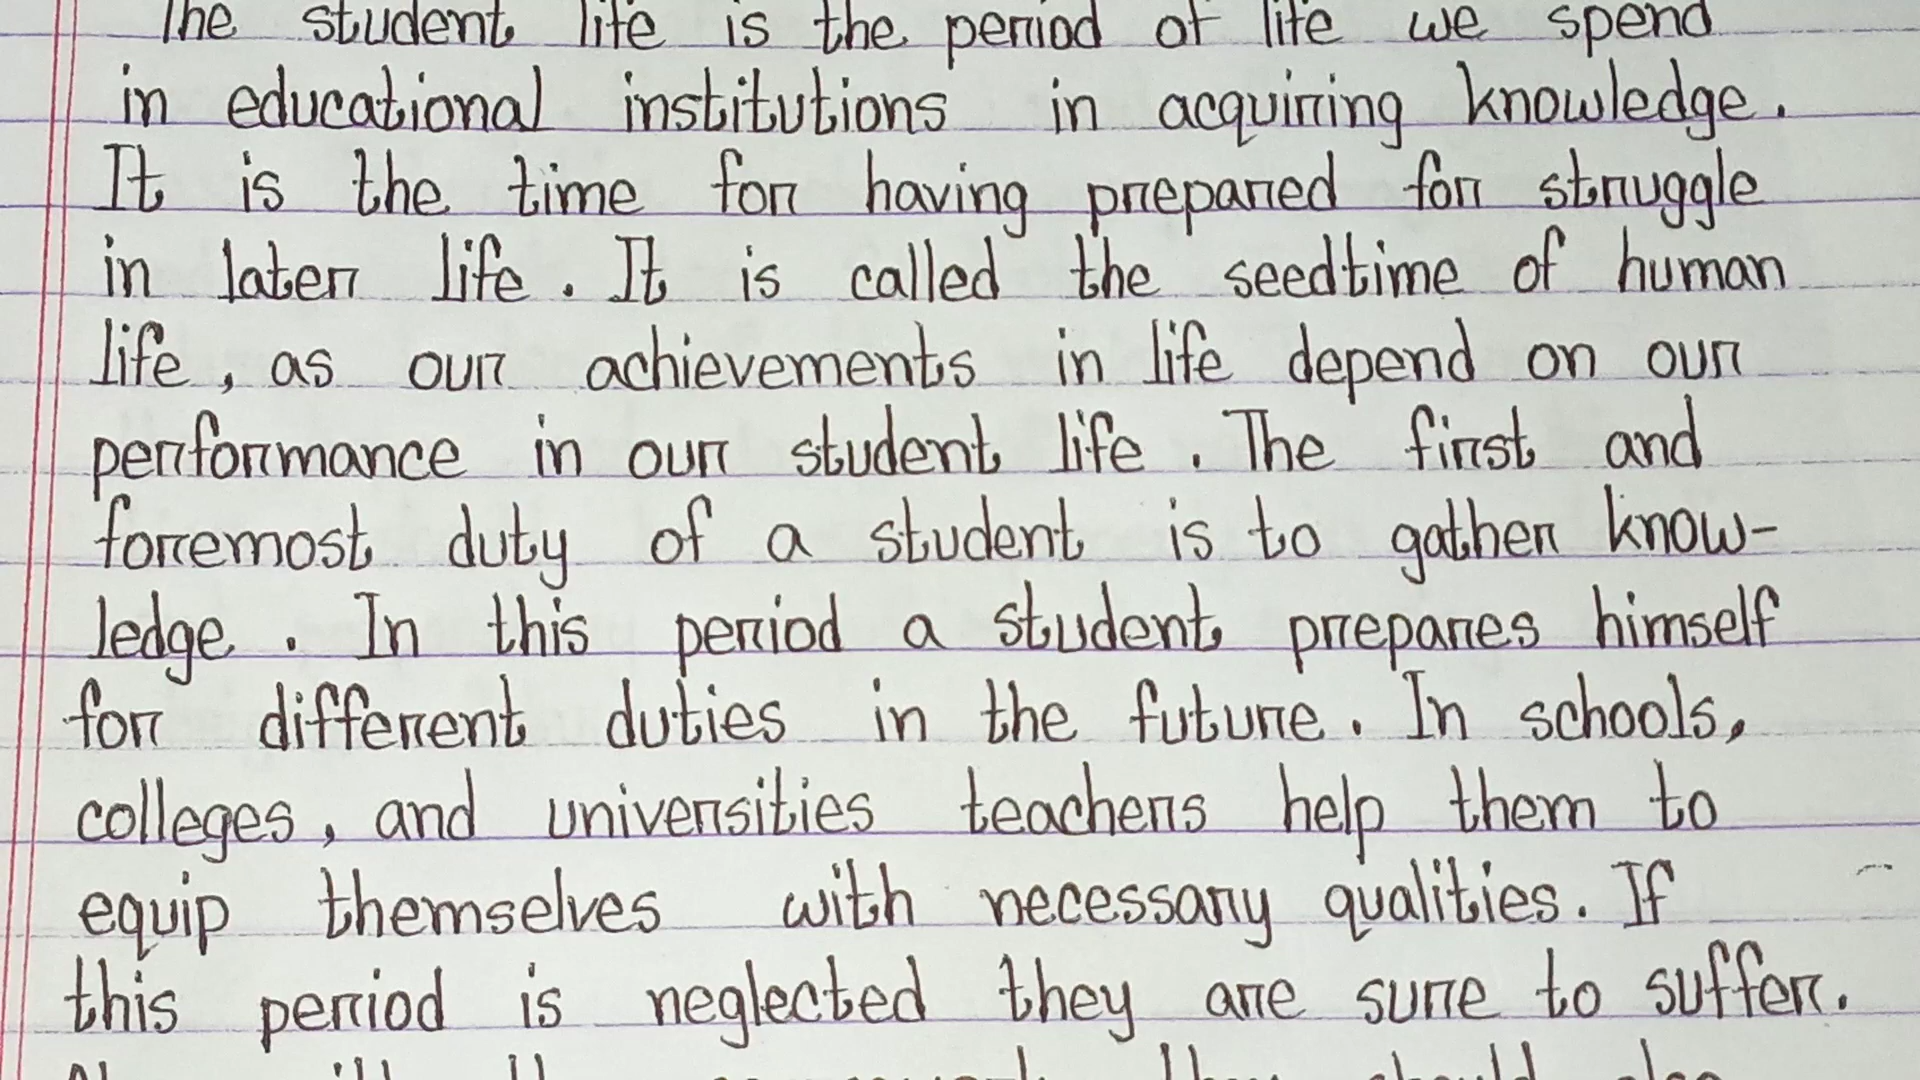 The student life is the period of life we spend
in educational institutions in acquiring knowledge.
It is the time for having prepared for struggle
in later life. It is called the seedtime of human
life, as our achievements in life depend on our
performance in our student life. The first and
foremost duty of a student is to gather know-
ledge. In this period a student prepares himself
for different duties in the future. In schools,
colleges, and universities teachers help them to
equip themselves with necessary qualities. If
this period is neglected they are sure to suffer.
They should also